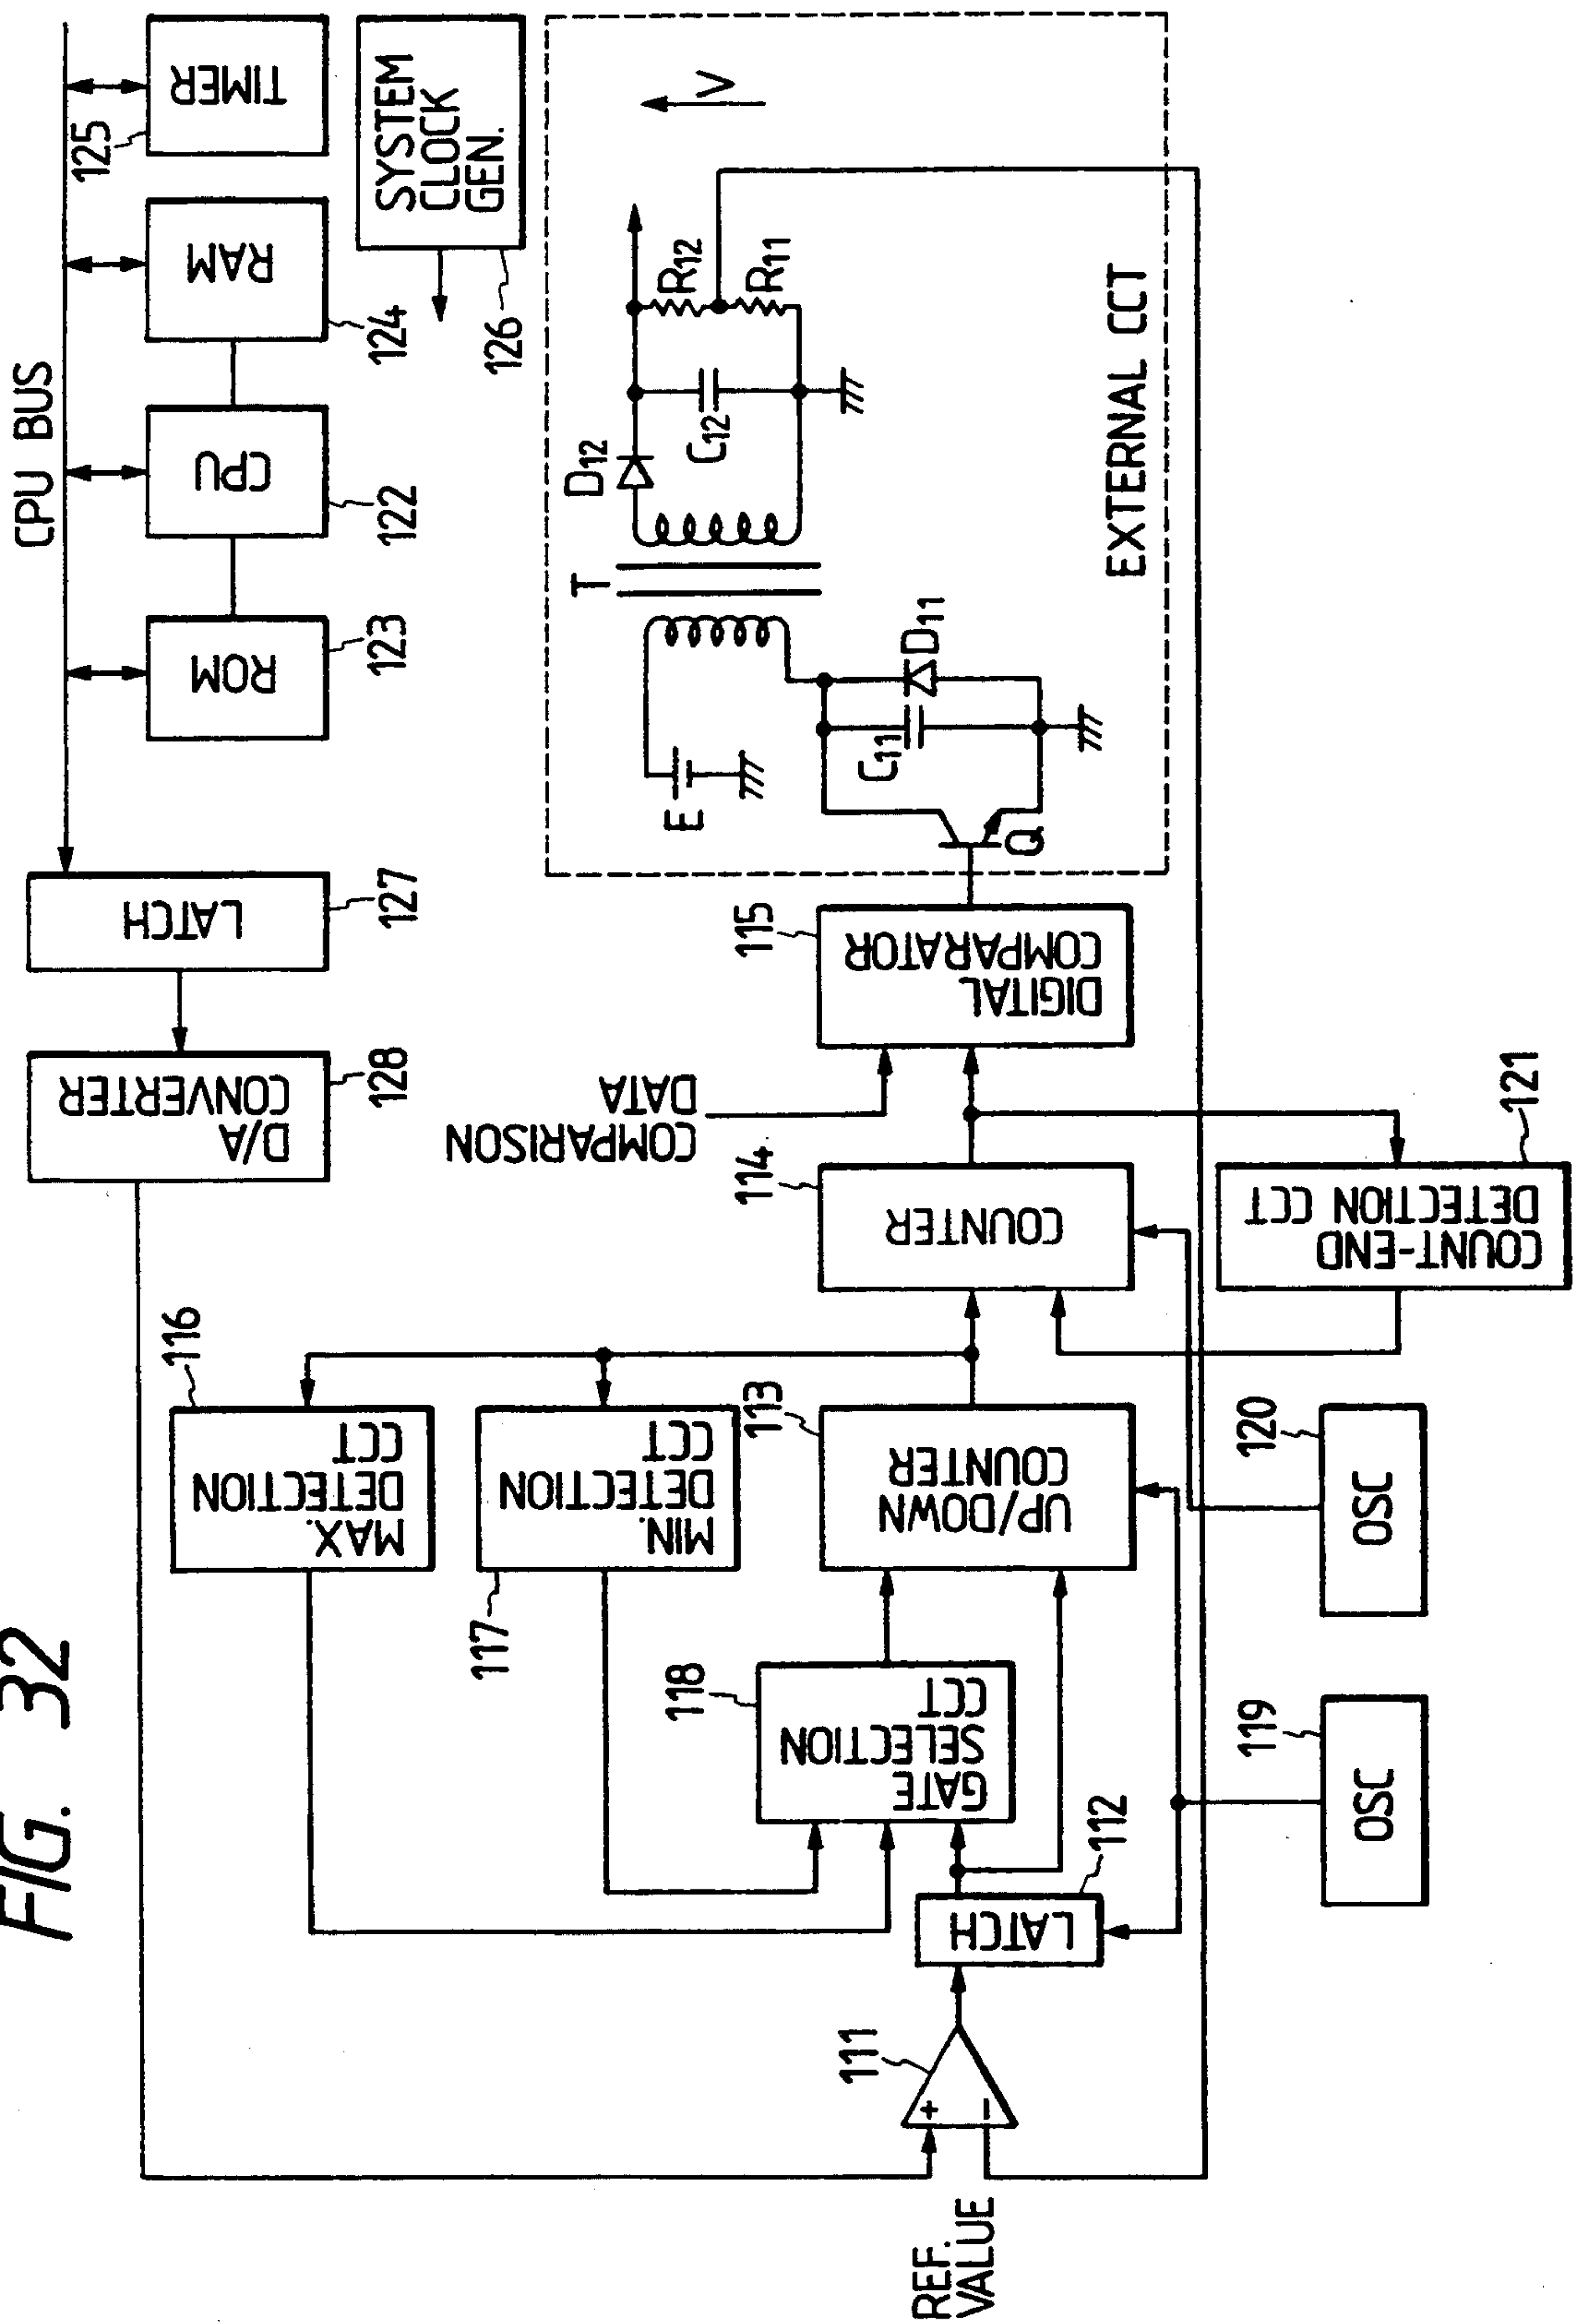 FIG. 32
CPU BUS
ROM
123
CPU
122
RAM
124
TIMER
125
SYSTEM
CLOCK
GEN.
126
LATCH
127
D/A
CONVERTER
128
MAX.
DETECTION
CCT
116
MIN.
DETECTION
CCT
117
GATE
SELECTION
CCT
118
UP/DOWN
COUNTER
113
COUNTER
114
COMPARISON
DATA
DIGITAL
COMPARATOR
115
REF.
VALUE
+
−
111
LATCH
112
OSC
119
OSC
120
COUNT-END
DETECTION CCT
121
E
T
Q
C11
D11
D12
C12
R12
R11
V
EXTERNAL CCT